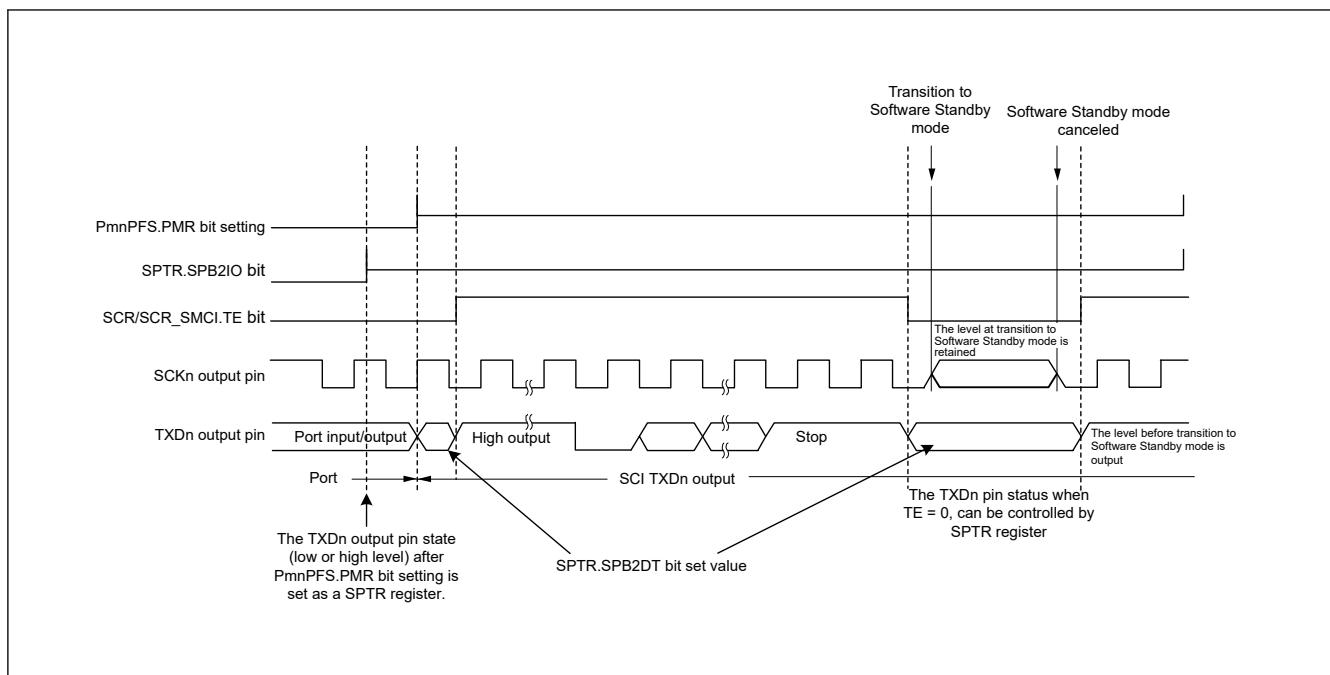 Transition to
Software Standby
mode
Software Standby mode
canceled
PmnPFS.PMR bit setting
SPTR.SPB2IO bit
SCR/SCR_SMCI.TE bit
The level at transition to
Software Standby mode is
retained
SCKn output pin
TXDn output pin
Port input/output
High output
Stop
The level before transition to
Software Standby mode is
output
Port
SCI TXDn output
The TXDn output pin state
(low or high level) after
PmnPFS.PMR bit setting is
set as a SPTR register.
SPTR.SPB2DT bit set value
The TXDn pin status when
TE = 0, can be controlled by
SPTR register